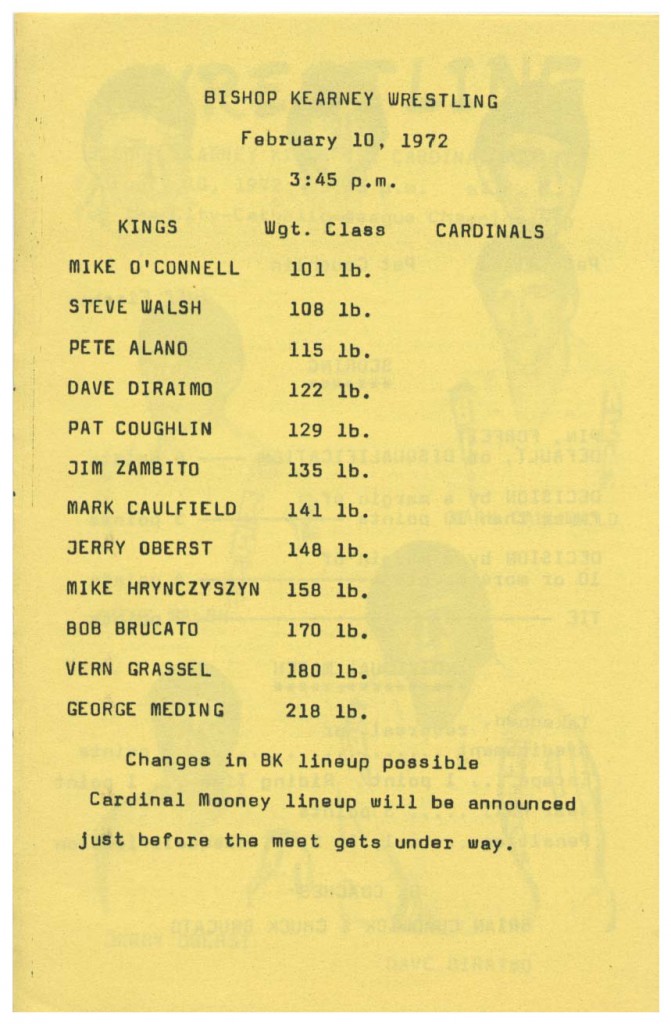 BISHOP KEARNEY WRESTLING
February 10, 1972
3:45 p.m.
KINGS Wgt. Class CARDINALS
MIKE O'CONNELL 101 lb.
STEVE WALSH 108 lb.
PETE ALANO 115 lb.
DAVE DIRAIMO 122 lb.
PAT COUGHLIN 129 lb.
JIM ZAMBITO 135 lb.
MARK CAULFIELD 141 lb.
JERRY OBERST 148 lb.
MIKE HRYNCZYSZYN 158 lb.
BOB BRUCATO 170 lb.
VERN GRASSEL 180 lb.
GEORGE MEDING 218 lb.
Changes in BK lineup possible
Cardinal Mooney lineup will be announced
just before the meet gets under way.